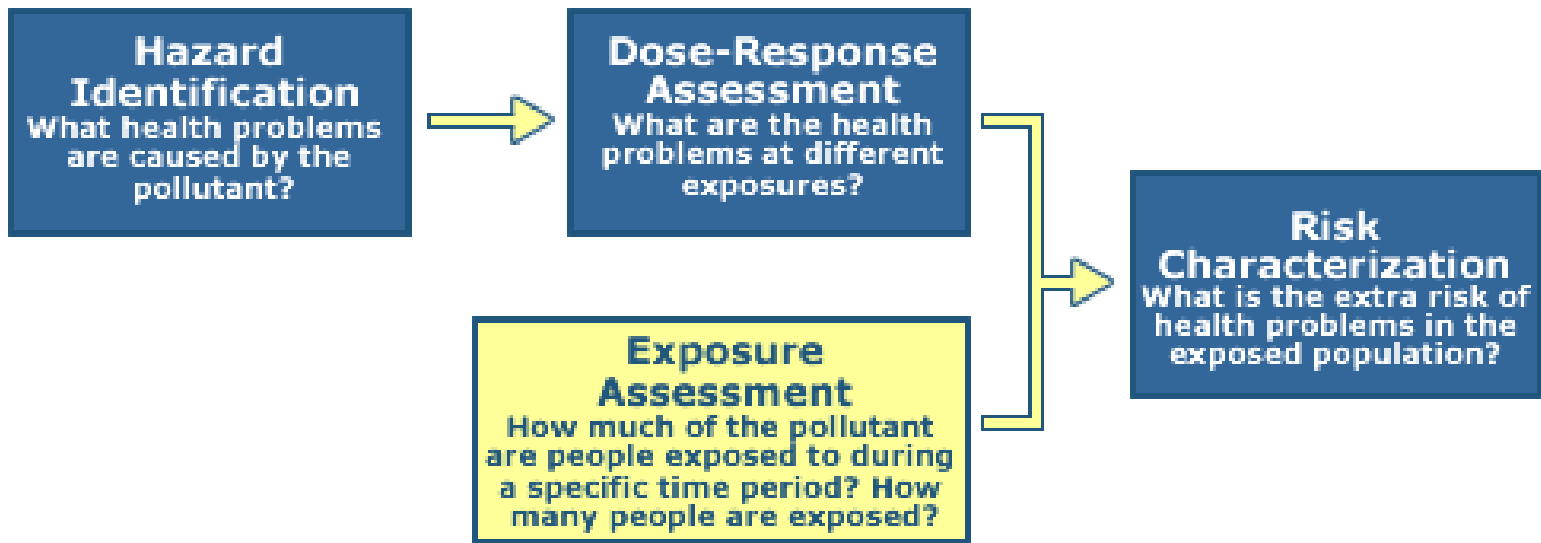 Hazard
Identification
What health problems
are caused by the
pollutant?
Dose-Response
Assessment
What are the health
problems at different
exposures?
Exposure
Assessment
How much of the pollutant
are people exposed to during
a specific time period? How
many people are exposed?
Risk
Characterization
What is the extra risk of
health problems in the
exposed population?